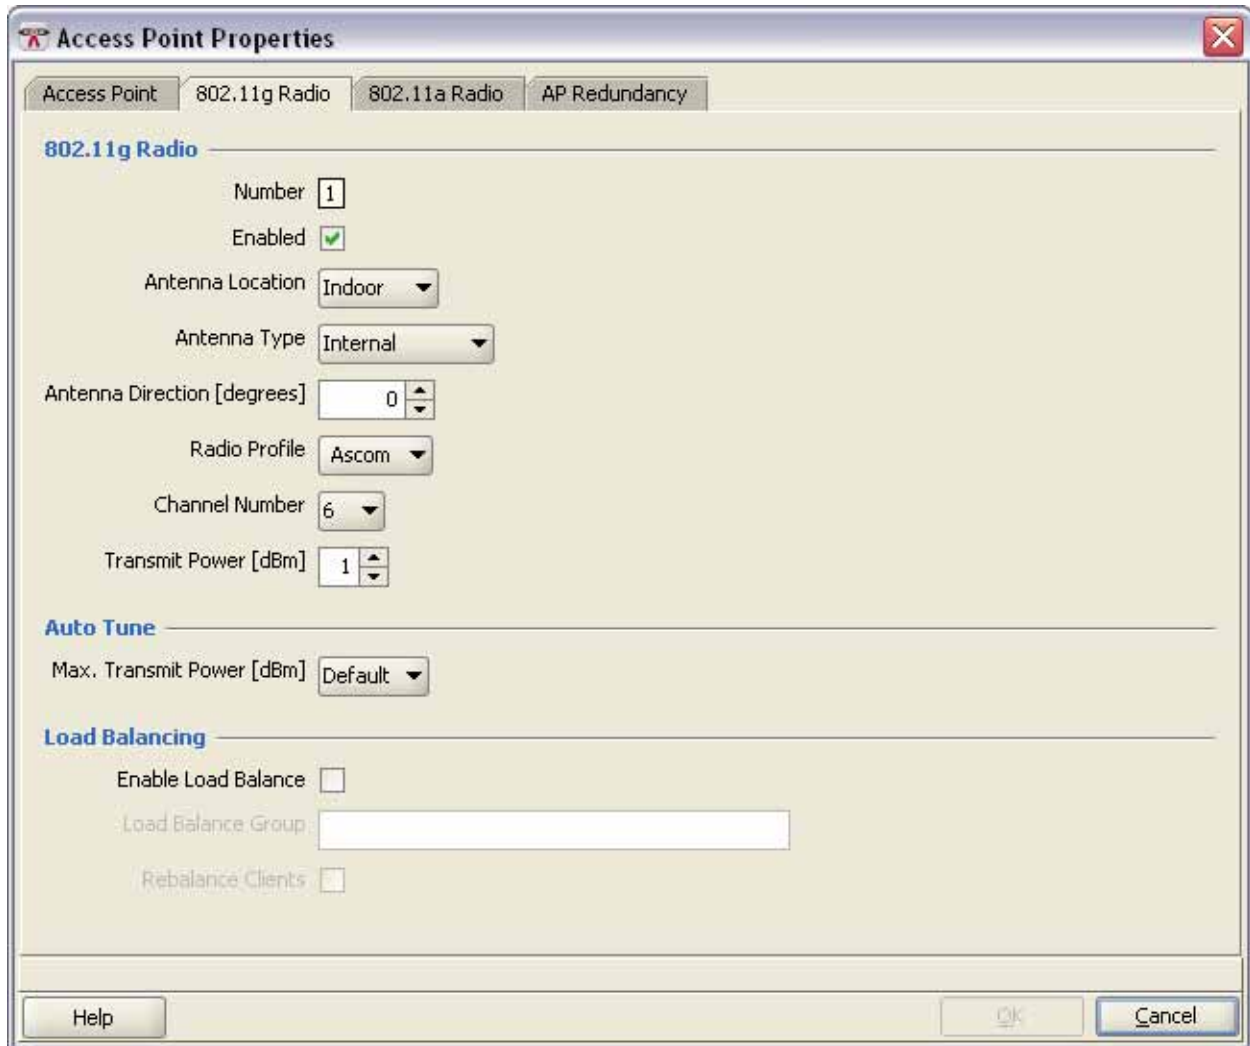 Access Point Properties
Access Point 802.11g Radio 802.11a Radio AP Redundancy
802.11g Radio
Number 1
Enabled
Antenna Location Indoor
Antenna Type Internal
Antenna Direction [degrees] 0
Radio Profile Ascom
Channel Number 6
Transmit Power [dBm] 1
Auto Tune
Max. Transmit Power [dBm] Default
Load Balancing
Enable Load Balance
Load Balance Group
Rebalance Clients
Help OK Cancel